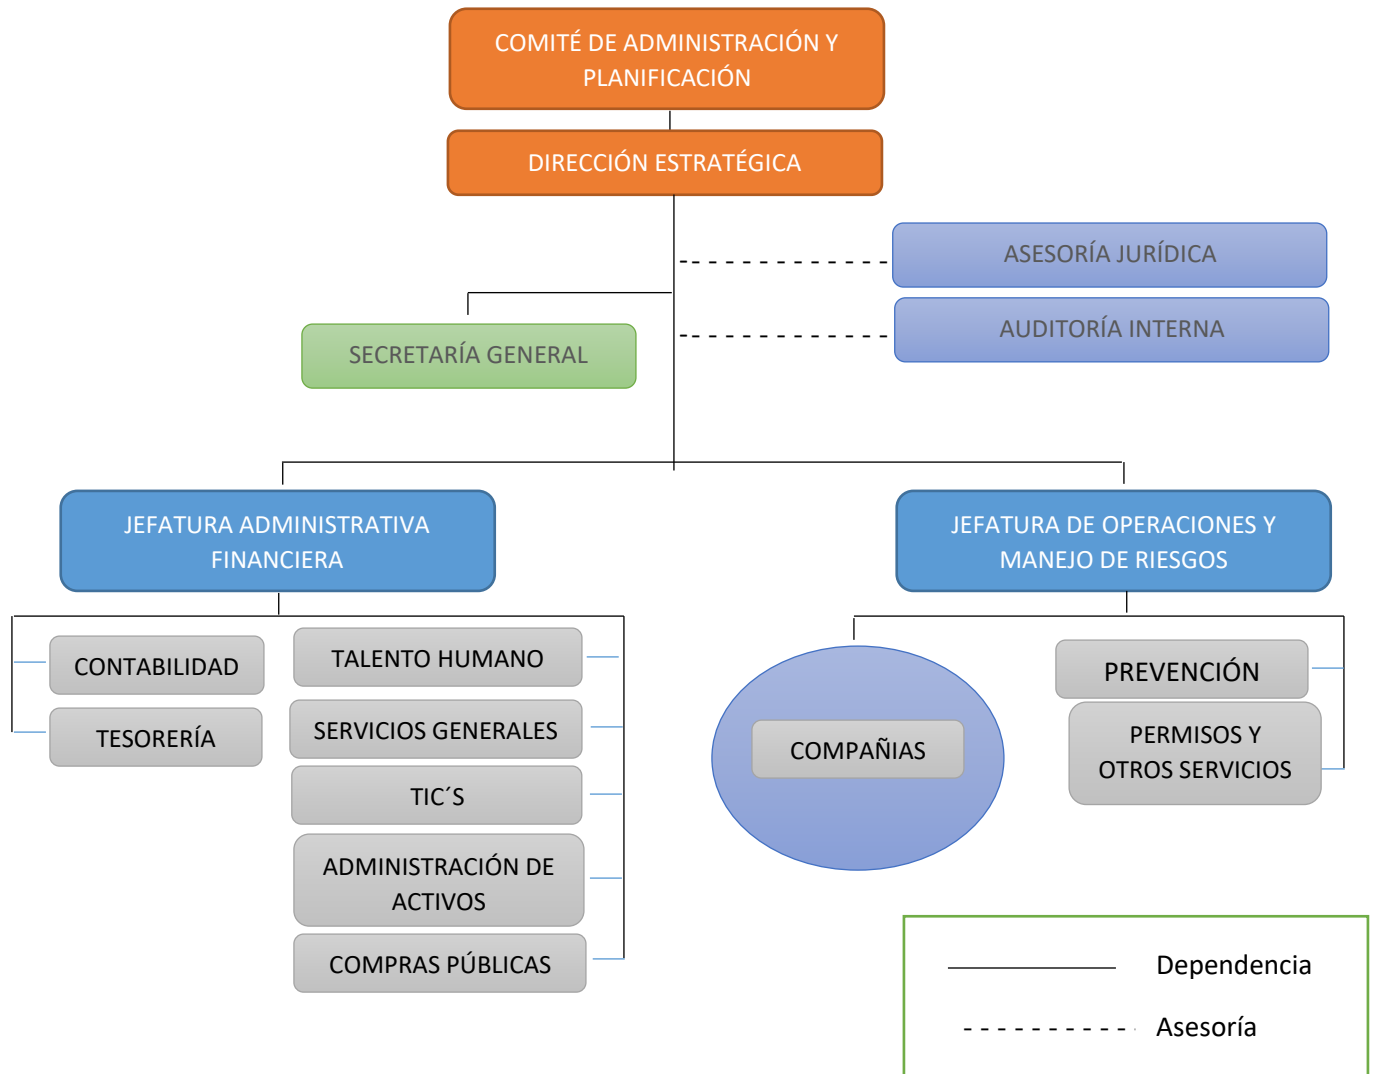 COMITÉ DE ADMINISTRACIÓN Y
PLANIFICACIÓN
DIRECCIÓN ESTRATÉGICA
ASESORÍA JURÍDICA
AUDITORÍA INTERNA
SECRETARÍA GENERAL
JEFATURA ADMINISTRATIVA
FINANCIERA
JEFATURA DE OPERACIONES Y
MANEJO DE RIESGOS
CONTABILIDAD
TESORERÍA
TALENTO HUMANO
SERVICIOS GENERALES
TIC´S
ADMINISTRACIÓN DE
ACTIVOS
COMPRAS PÚBLICAS
COMPAÑIAS
PREVENCIÓN
PERMISOS Y
OTROS SERVICIOS
Dependencia
Asesoría